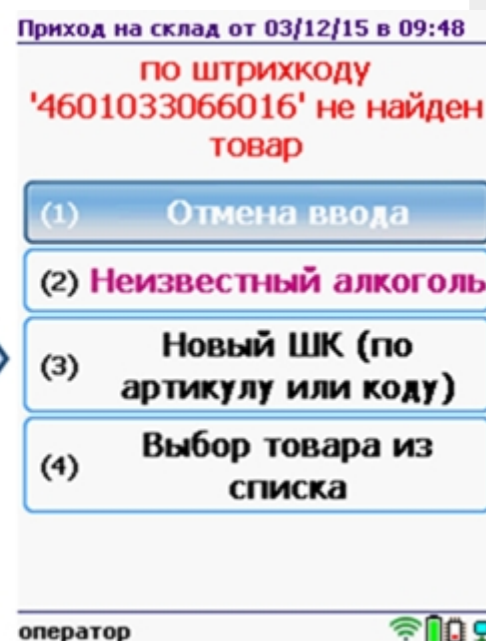 Приход на склад от 03/12/15 в 09:48
по штрихкоду
'4601033066016' не найден
товар
(1) Отмена ввода
(2) Неизвестный алкоголь
(3) Новый ШК (по
артикулу или коду)
(4) Выбор товара из
списка
оператор